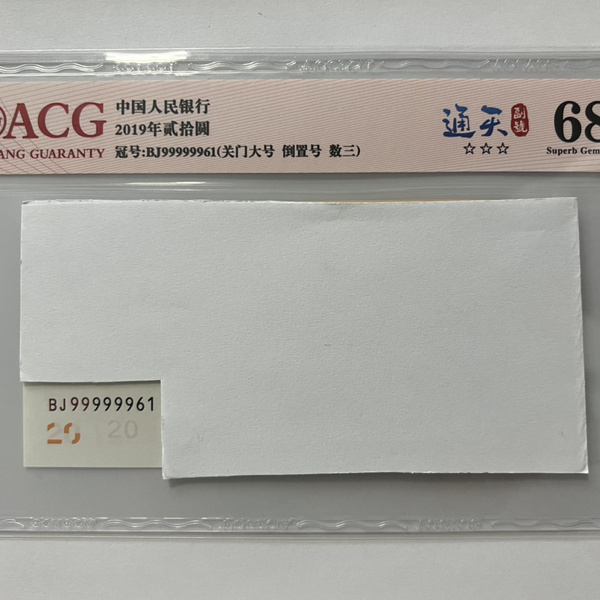 ACG
ANG GUARANTY
中国人民银行
2019年贰拾圆
冠号:BJ99999961(关门大号 倒置号 数三)
通天
副號
☆☆☆
68
Superb Gem
BJ99999961
20 20